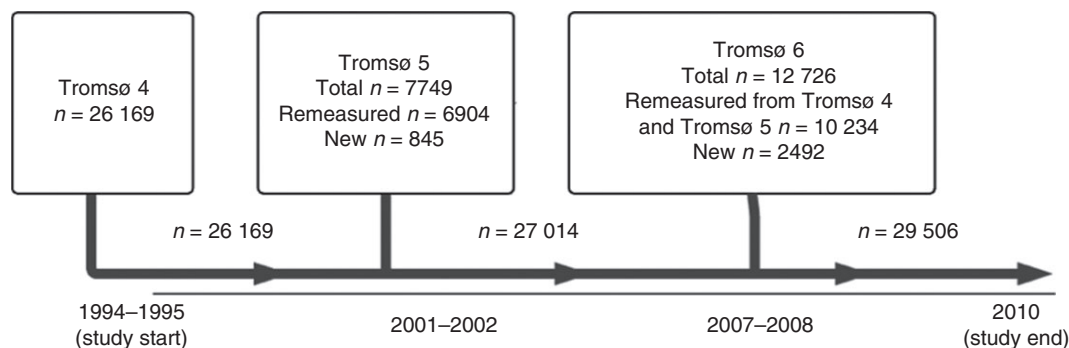 Tromsø 4
n = 26 169
Tromsø 5
Total n = 7749
Remeasured n = 6904
New n = 845
Tromsø 6
Total n = 12 726
Remeasured from Tromsø 4
and Tromsø 5 n = 10 234
New n = 2492
n = 26 169
n = 27 014
n = 29 506
1994–1995
(study start)
2001–2002
2007–2008
2010
(study end)